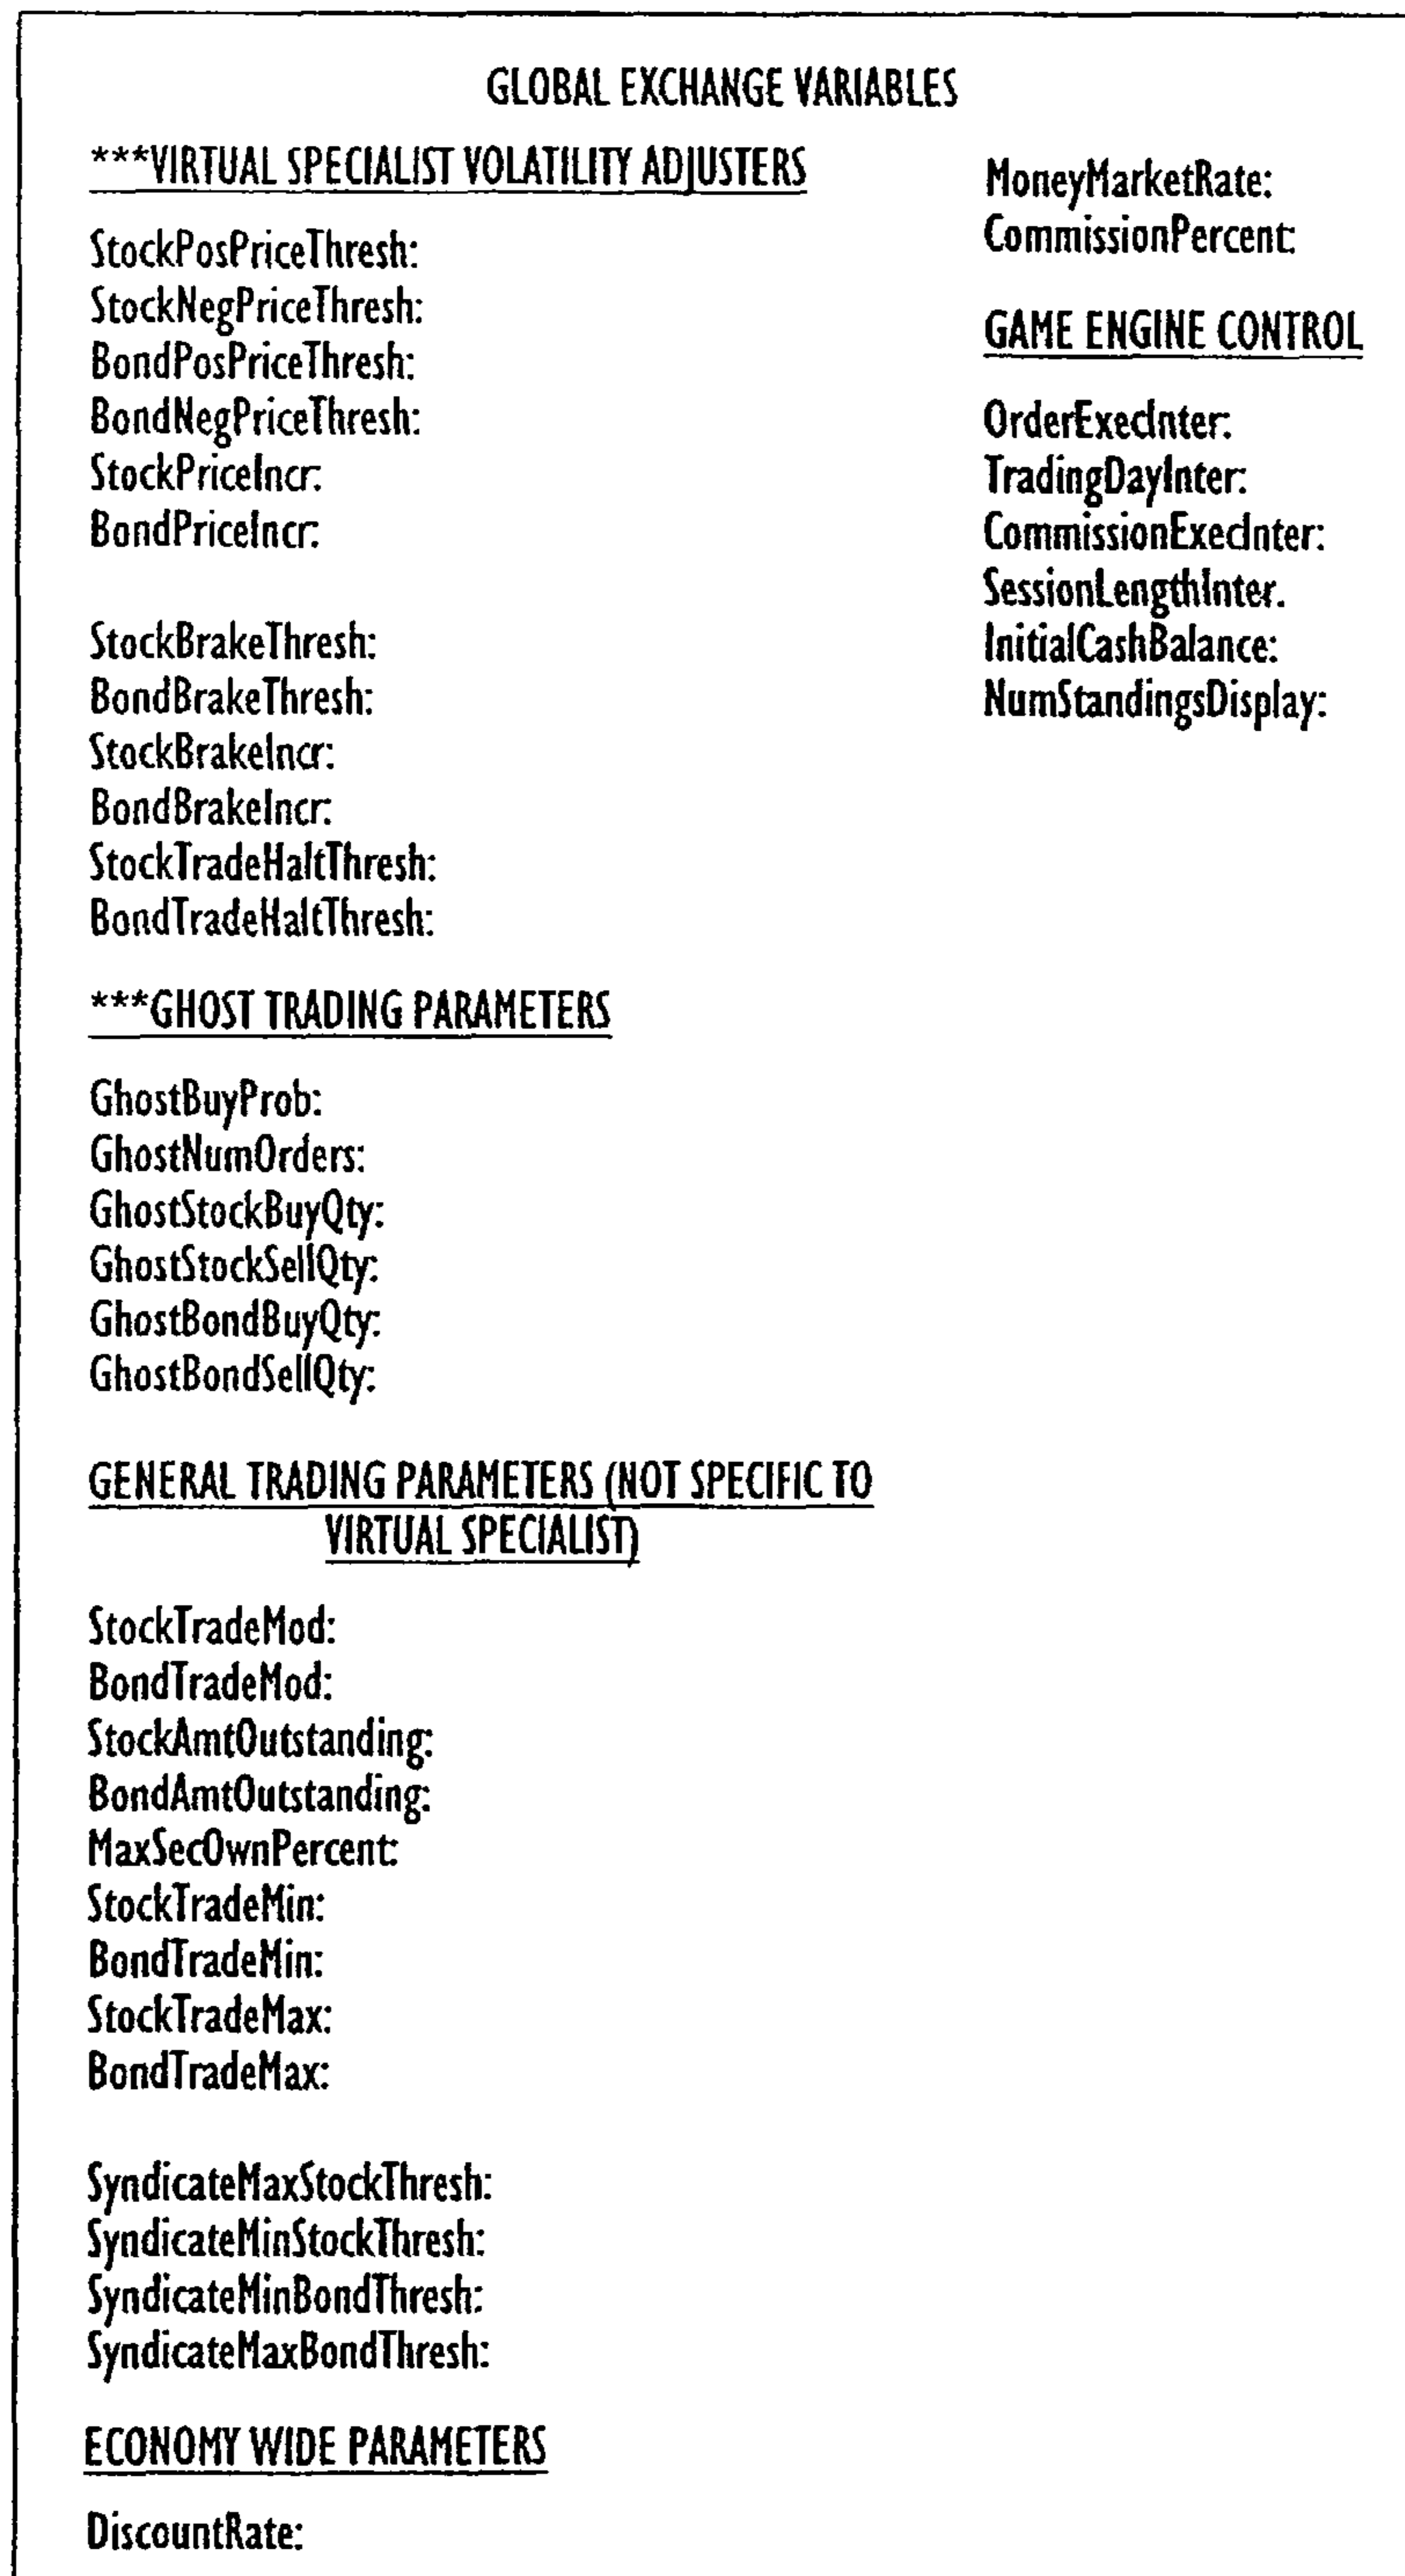 GLOBAL EXCHANGE VARIABLES
***VIRTUAL SPECIALIST VOLATILITY ADJUSTERS
StockPosPriceThresh:
StockNegPriceThresh:
BondPosPriceThresh:
BondNegPriceThresh:
StockPriceIncr:
BondPriceIncr:
StockBrakeThresh:
BondBrakeThresh:
StockBrakeIncr:
BondBrakeIncr:
StockTradeHaltThresh:
BondTradeHaltThresh:
***GHOST TRADING PARAMETERS
GhostBuyProb:
GhostNumOrders:
GhostStockBuyQty:
GhostStockSellQty:
GhostBondBuyQty:
GhostBondSellQty:
GENERAL TRADING PARAMETERS (NOT SPECIFIC TO
VIRTUAL SPECIALIST)
StockTradeMod:
BondTradeMod:
StockAmtOutstanding:
BondAmtOutstanding:
MaxSecOwnPercent:
StockTradeMin:
BondTradeMin:
StockTradeMax:
BondTradeMax:
SyndicateMaxStockThresh:
SyndicateMinStockThresh:
SyndicateMinBondThresh:
SyndicateMaxBondThresh:
ECONOMY WIDE PARAMETERS
DiscountRate:
MoneyMarketRate:
CommissionPercent:
GAME ENGINE CONTROL
OrderExecInter:
TradingDayInter:
CommissionExecInter:
SessionLengthInter.
InitialCashBalance:
NumStandingsDisplay: